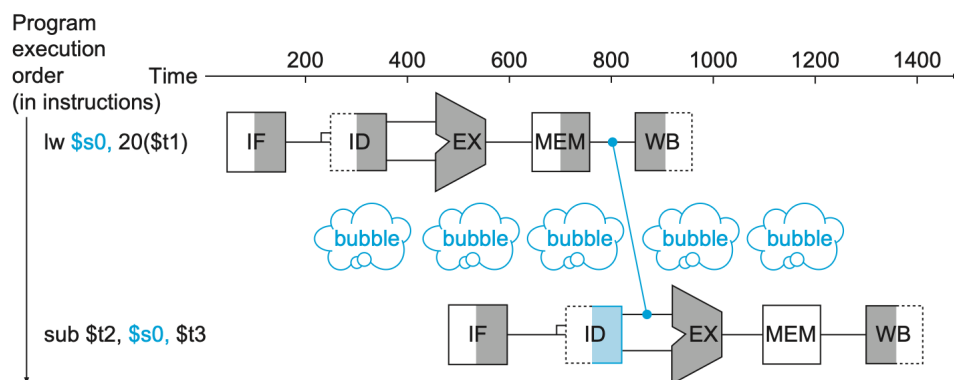 Program
execution
order
(in instructions)
Time
200 400 600 800 1000 1200 1400
lw $s0, 20($t1)
IF ID EX MEM WB
bubble bubble bubble bubble bubble
sub $t2, $s0, $t3
IF ID EX MEM WB